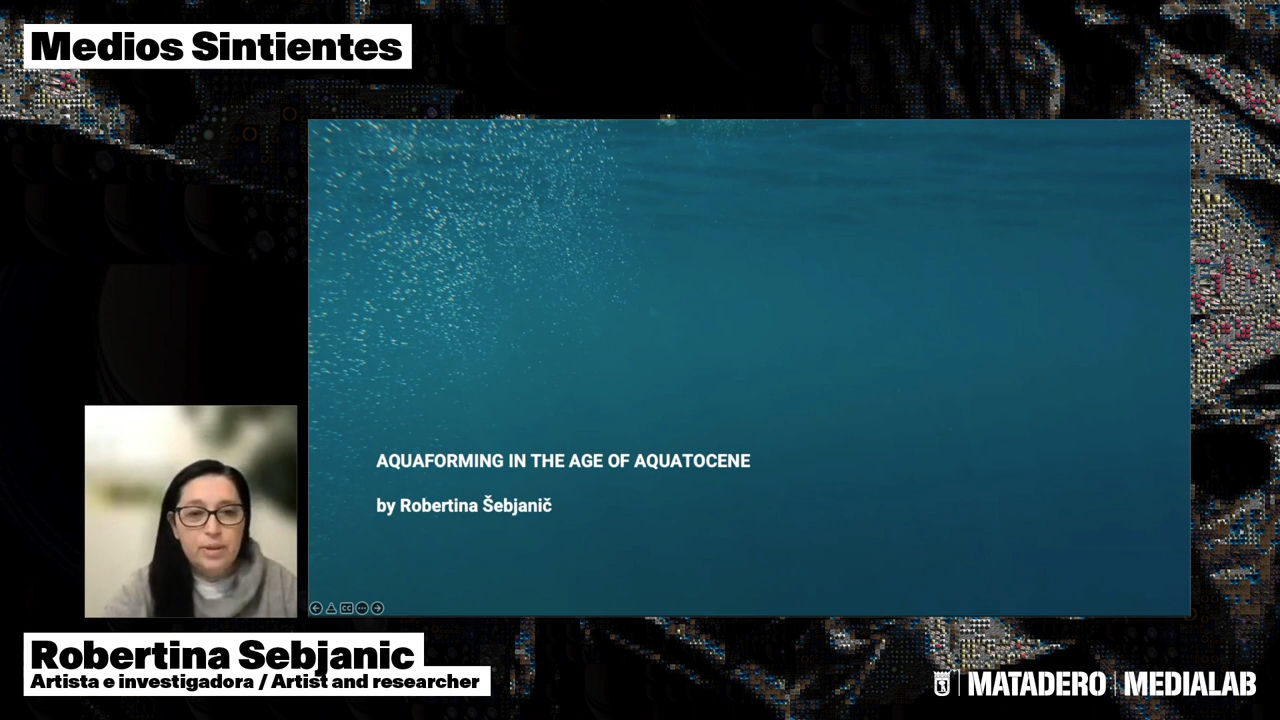 Medios Sintientes
AQUAFORMING IN THE AGE OF AQUATOCENE
by Robertina Šebjanič
CC
Robertina Sebjanic
Artista e investigadora / Artist and researcher
MATADERO | MEDIALAB